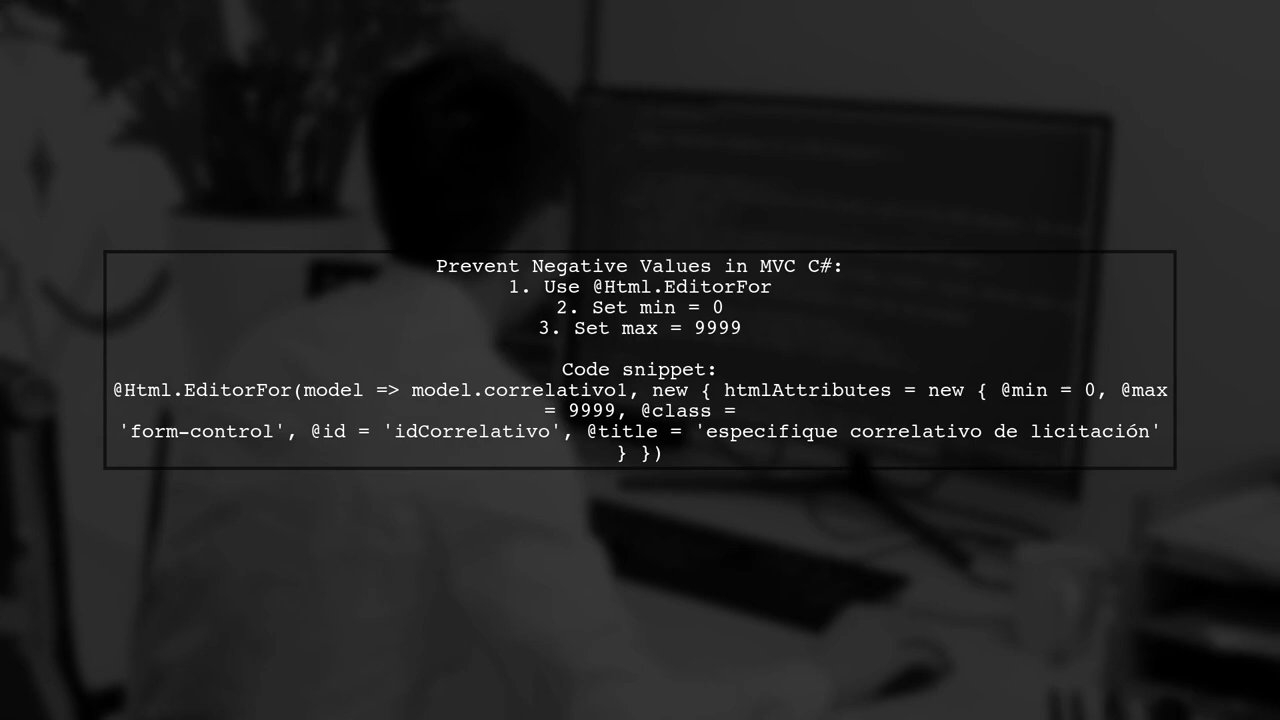 Prevent Negative Values in MVC C#:
1. Use @Html.EditorFor
2. Set min = 0
3. Set max = 9999
Code snippet:
@Html.EditorFor(model => model.correlativo1, new { htmlAttributes = new { @min = 0, @max
= 9999, @class =
'form-control', @id = 'idCorrelativo', @title = 'especifique correlativo de licitación'
} })